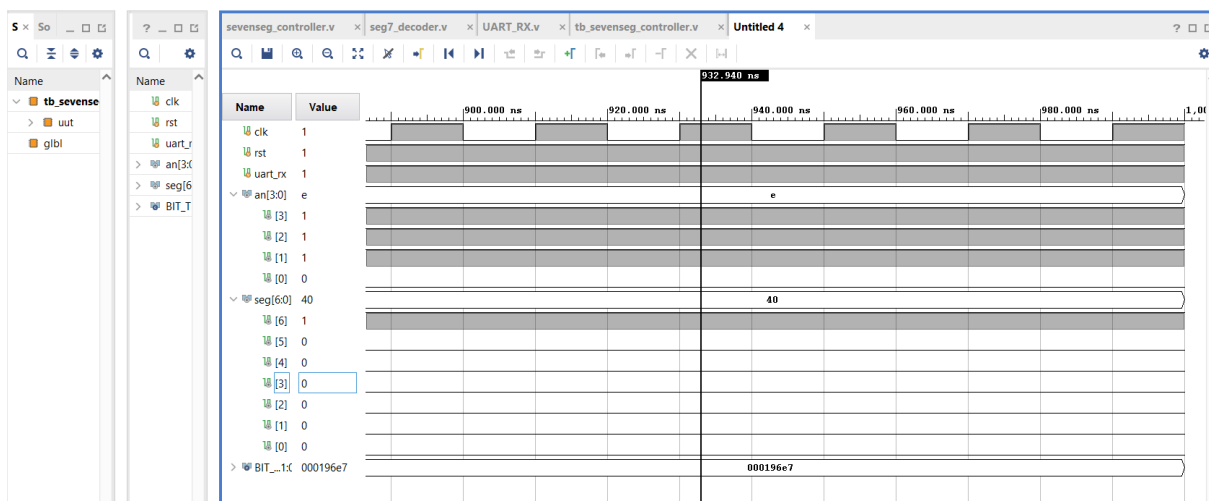 S × So
? _
sevenseg_controller.v × seg7_decoder.v × UART_RX.v × tb_sevenseg_controller.v × Untitled 4 × ?
932.940 ns
Name
Name
Name Value
900.000 ns 920.000 ns 940.000 ns 960.000 ns 980.000 ns 1,00
tb_sevense
uut
glbl
clk
rst
uart_r
an[3:0
seg[6
BIT_T
clk 1
rst 1
uart_rx 1
an[3:0] e e
[3] 1
[2] 1
[1] 1
[0] 0
seg[6:0] 40 40
[6] 1
[5] 0
[4] 0
[3] 0
[2] 0
[1] 0
[0] 0
BIT_...1:0 000196e7 000196e7